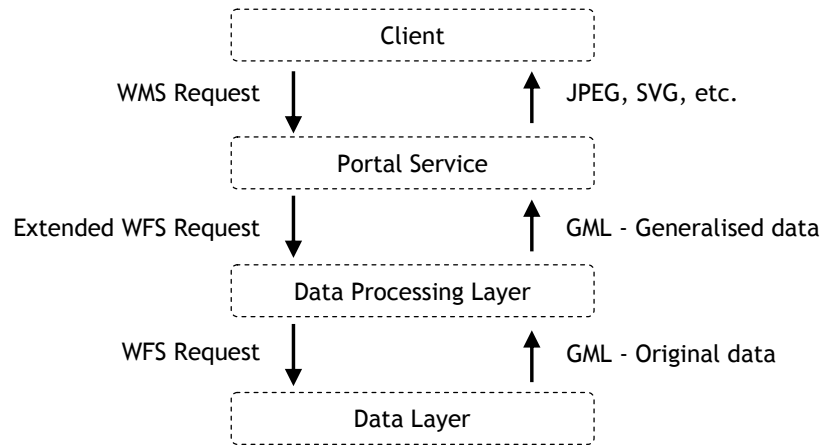 Client
WMS Request
JPEG, SVG, etc.
Portal Service
Extended WFS Request
GML - Generalised data
Data Processing Layer
WFS Request
GML - Original data
Data Layer